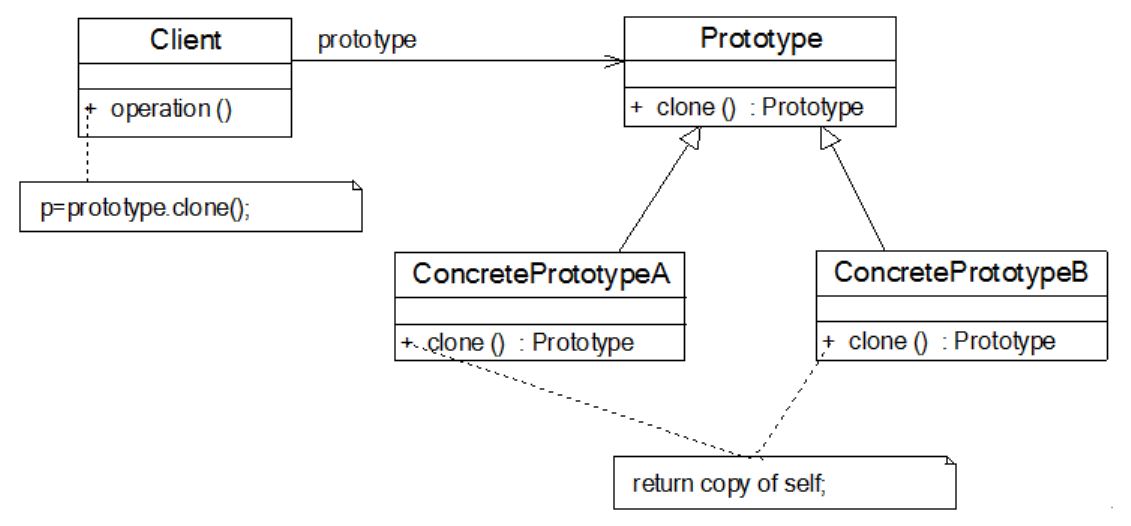 Client
prototype
Prototype
+ operation ()
+ clone () : Prototype
p=prototype.clone();
ConcretePrototypeA
ConcretePrototypeB
+ clone () : Prototype
+ clone () : Prototype
return copy of self;